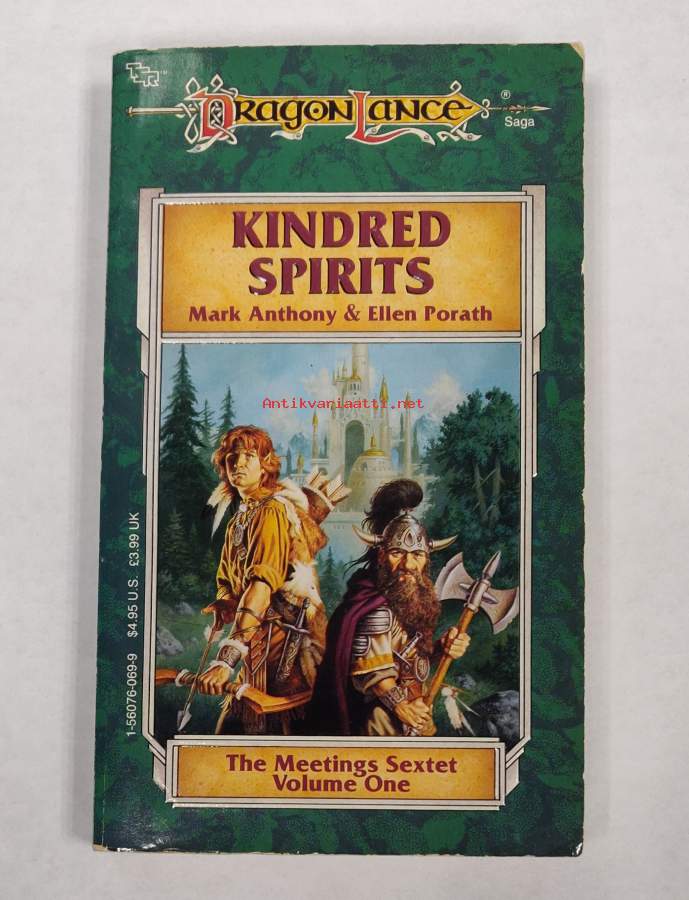 TSR™
DRAGONLANCE®
Saga
KINDRED
SPIRITS
Mark Anthony & Ellen Porath
Antikvariaatti.net
1-56076-069-9 $4.95 U.S. £3.99 UK
The Meetings Sextet
Volume One